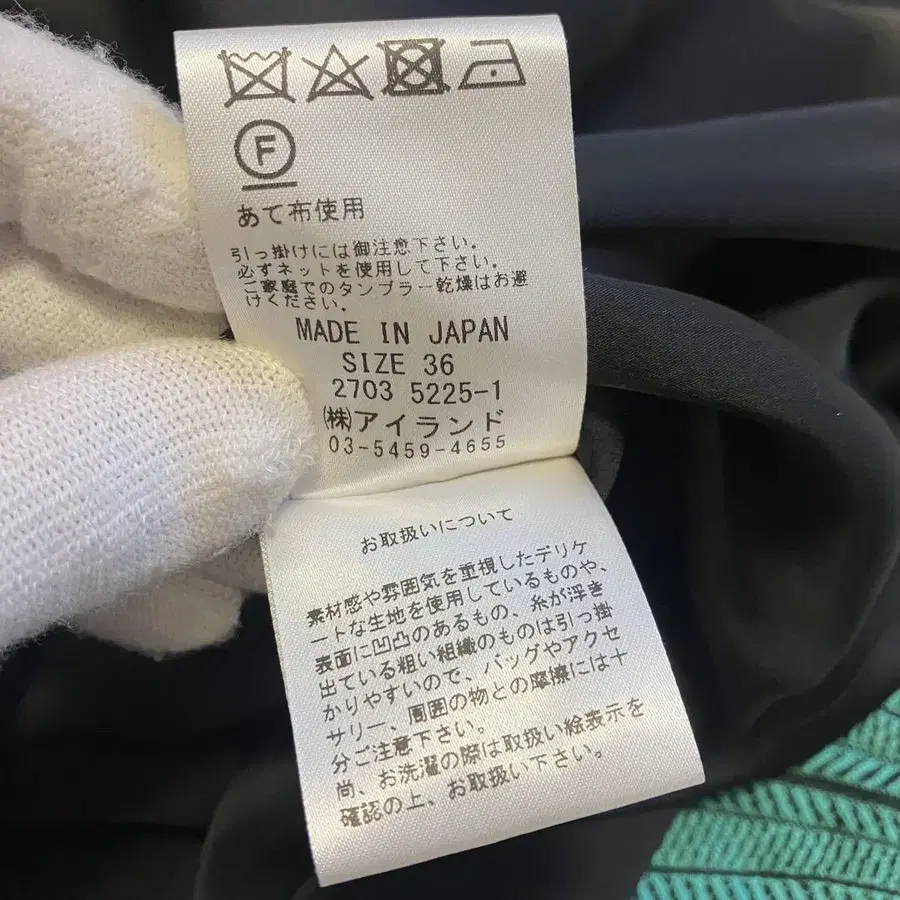 F
あて布使用
引っ掛けには御注意下さい。
必ずネットを使用して下さい。
ご家庭でのタンブラー乾燥はお避
けください。
MADE IN JAPAN
SIZE 36
2703 5225-1
㈱アイランド
03-5459-4655
お取扱いについて
素材感や雰囲気を重視したデリケ
ートな生地を使用しているものや、
表面に凹凸のあるもの、糸が浮き
出ている粗い組織のものは引っ掛
かりやすいので、バッグやアクセ
サリー、周囲の物との摩擦には十
分ご注意下さい。
尚、お洗濯の際は取扱い絵表示を
確認の上、お取扱い下さい。